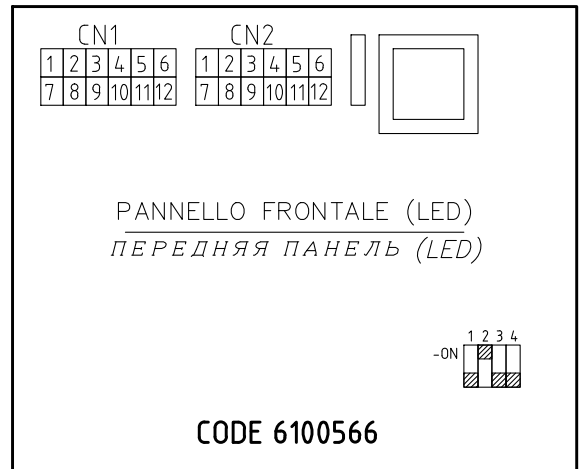 CN1 CN2
1 2 3 4 5 6 1 2 3 4 5 6
7 8 9 10 11 12 7 8 9 10 11 12
PANNELLO FRONTALE (LED)
ПЕРЕДНЯЯ ПАНЕЛЬ (LED)
1 2 3 4
-ON
CODE 6100566